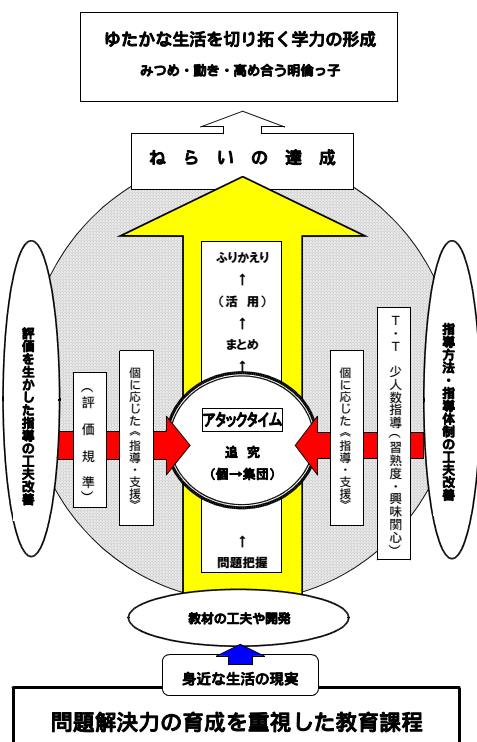 ゆたかな生活を切り拓く学力の形成
みつめ・動き・高め合う明倫っ子
ねらいの達成
ふりかえり
↑
（活用）
↑
まとめ
↑
アタックタイム
追究
（個→集団）
↑
問題把握
評価を生かした指導の工夫改善
（評価規準）
個に応じた《指導・支援》
個に応じた《指導・支援》
Ｔ・Ｔ 少人数指導（習熟度・興味関心）
指導方法・指導体制の工夫改善
教材の工夫や開発
身近な生活の現実
問題解決力の育成を重視した教育課程